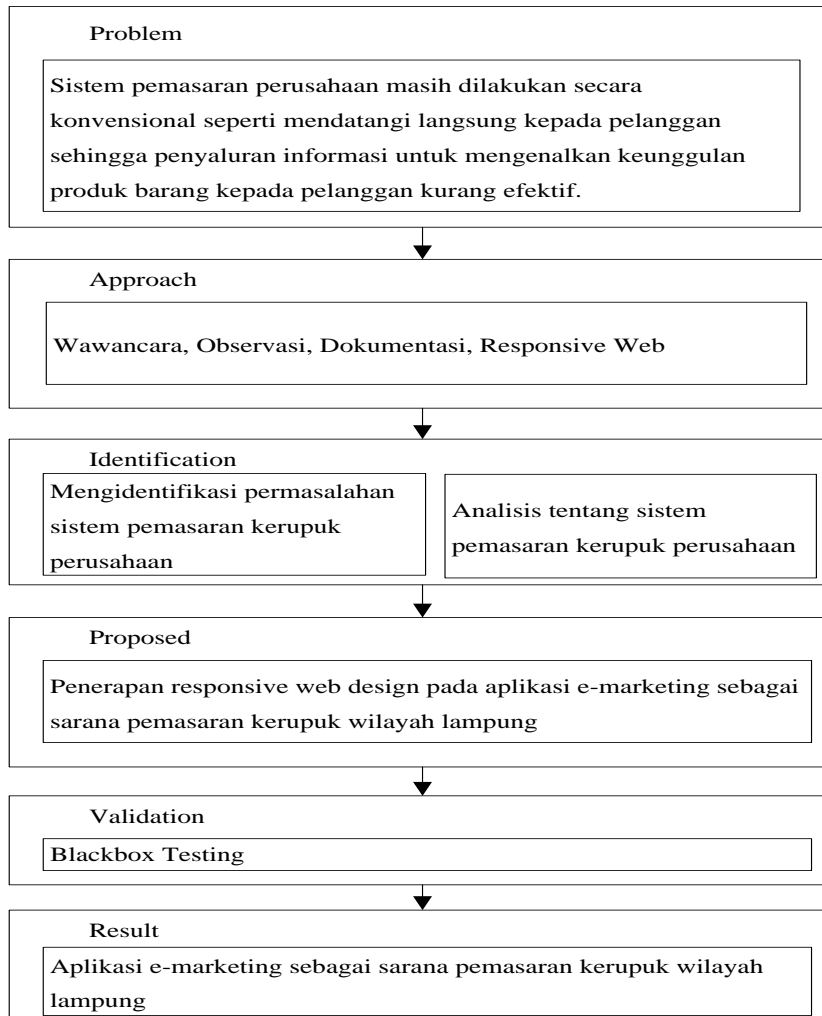 Problem
Sistem pemasaran perusahaan masih dilakukan secara
konvensional seperti mendatangi langsung kepada pelanggan
sehingga penyaluran informasi untuk mengenalkan keunggulan
produk barang kepada pelanggan kurang efektif.
Approach
Wawancara, Observasi, Dokumentasi, Responsive Web
Identification
Mengidentifikasi permasalahan
sistem pemasaran kerupuk
perusahaan
Analisis tentang sistem
pemasaran kerupuk perusahaan
Proposed
Penerapan responsive web design pada aplikasi e-marketing sebagai
sarana pemasaran kerupuk wilayah lampung
Validation
Blackbox Testing
Result
Aplikasi e-marketing sebagai sarana pemasaran kerupuk wilayah
lampung